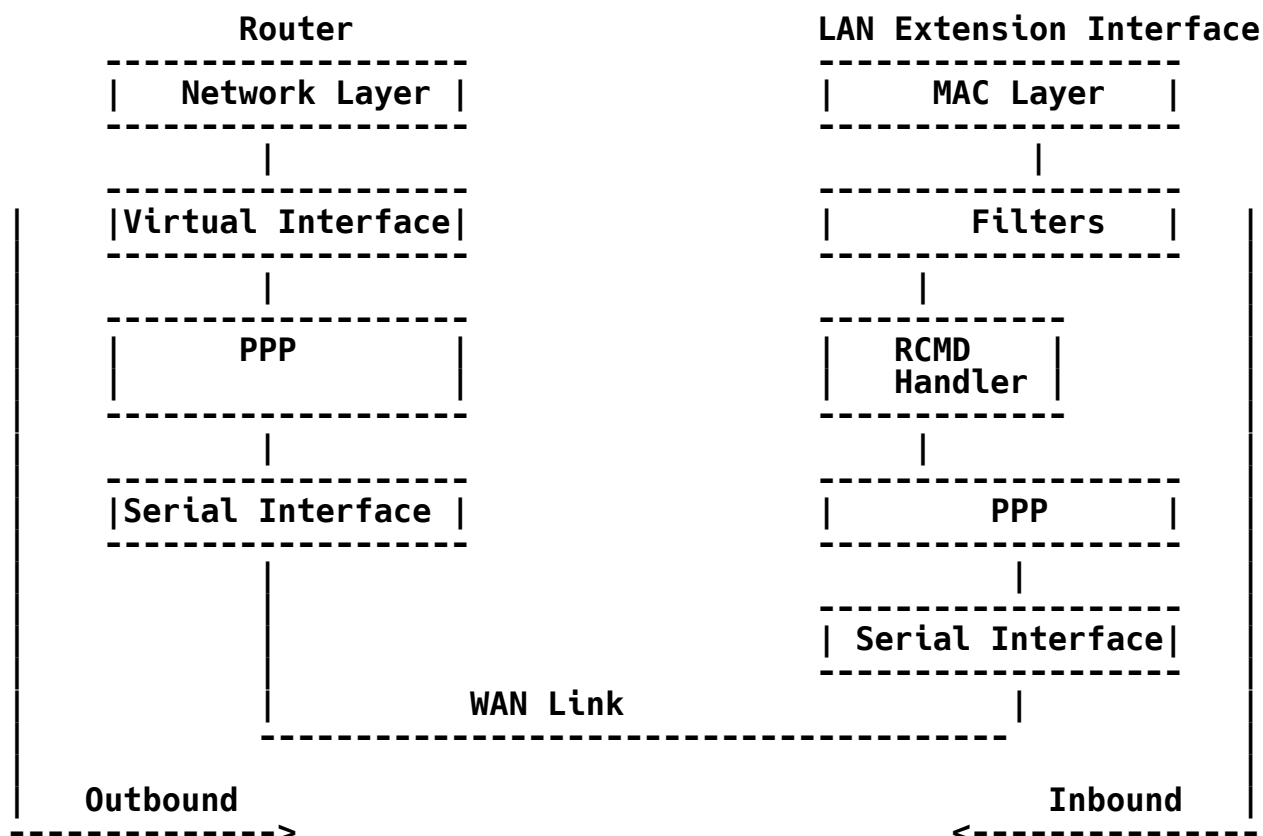 Router LAN Extension Interface
Network Layer MAC Layer
Virtual Interface Filters
PPP RCMD
Handler
Serial Interface PPP
Serial Interface
WAN Link
Outbound Inbound